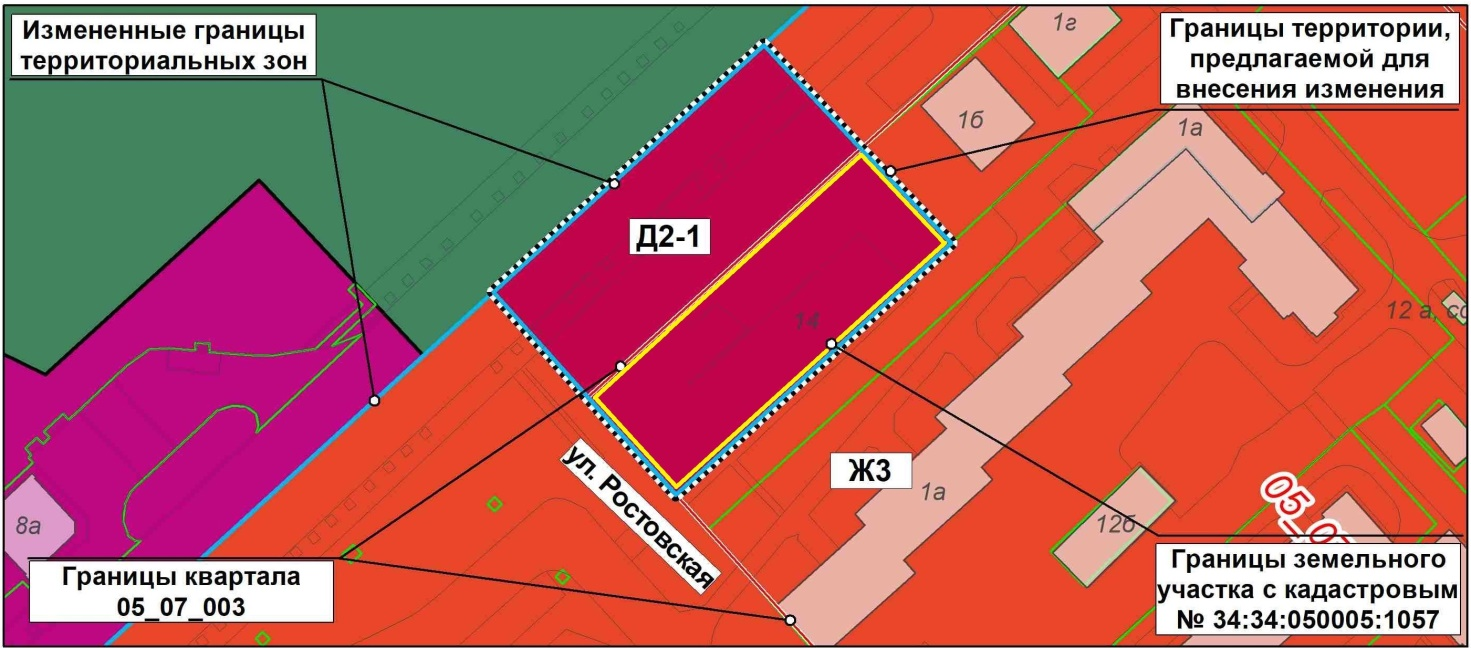 Измененные границы
территориальных зон
1г
Границы территории,
предлагаемой для
внесения изменения
1б
1а
Д2-1
14
12 а,
Ж3
ул. Ростовская
1а
12б
8а
Границы квартала
05_07_003
Границы земельного
участка с кадастровым
№ 34:34:050005:1057